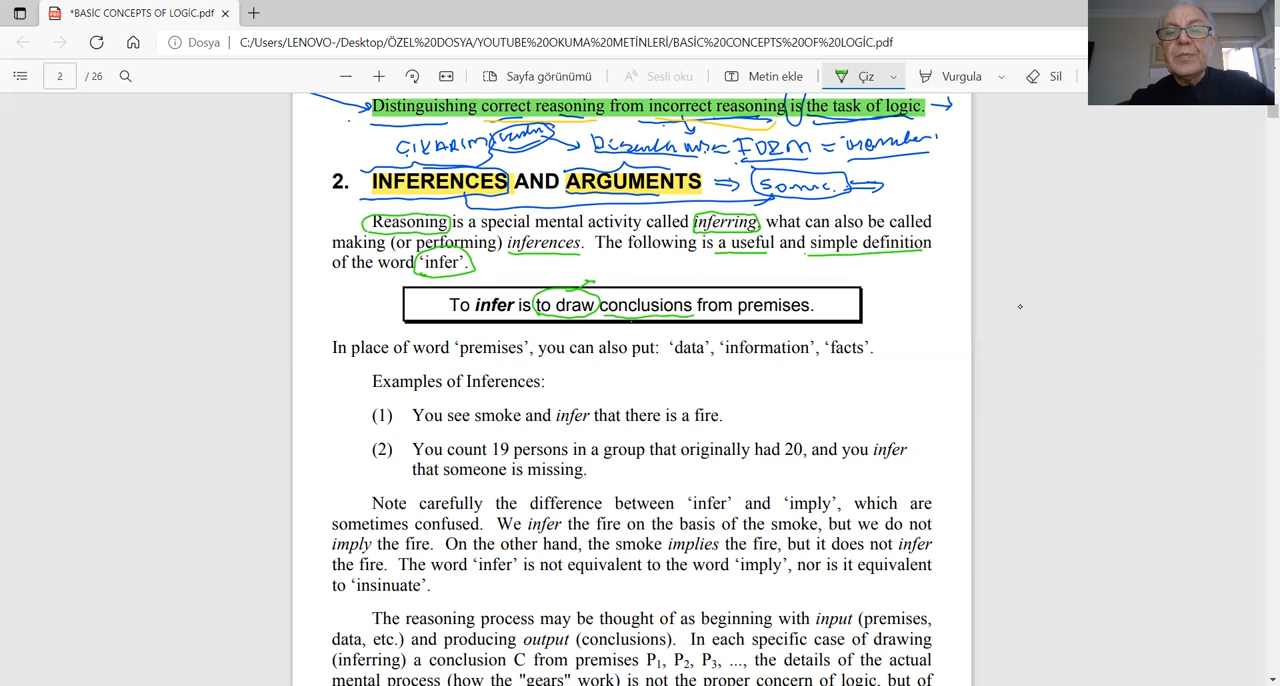 *BASİC CONCEPTS OF LOGİC.pdf
Dosya
C:/Users/LENOVO-/Desktop/ÖZEL%20DOSYA/YOUTUBE%20OKUMA%20METİNLERİ/BASİC%20CONCEPTS%20OF%20LOGİC.pdf
2 / 26
Sayfa görünümü
Sesli oku
Metin ekle
Çiz
Vurgula
Sil
Distinguishing correct reasoning from incorrect reasoning is the task of logic.
ÇIKARIM FORM =
2. INFERENCES AND ARGUMENTS
Reasoning is a special mental activity called inferring, what can also be called
making (or performing) inferences. The following is a useful and simple definition
of the word ‘infer’.
To infer is to draw conclusions from premises.
In place of word ‘premises’, you can also put: ‘data’, ‘information’, ‘facts’.
Examples of Inferences:
(1) You see smoke and infer that there is a fire.
(2) You count 19 persons in a group that originally had 20, and you infer
that someone is missing.
Note carefully the difference between ‘infer’ and ‘imply’, which are
sometimes confused. We infer the fire on the basis of the smoke, but we do not
imply the fire. On the other hand, the smoke implies the fire, but it does not infer
the fire. The word ‘infer’ is not equivalent to the word ‘imply’, nor is it equivalent
to ‘insinuate’.
The reasoning process may be thought of as beginning with input (premises,
data, etc.) and producing output (conclusions). In each specific case of drawing
(inferring) a conclusion C from premises P1, P2, P3, ..., the details of the actual
mental process (how the "gears" work) is not the proper concern of logic, but of